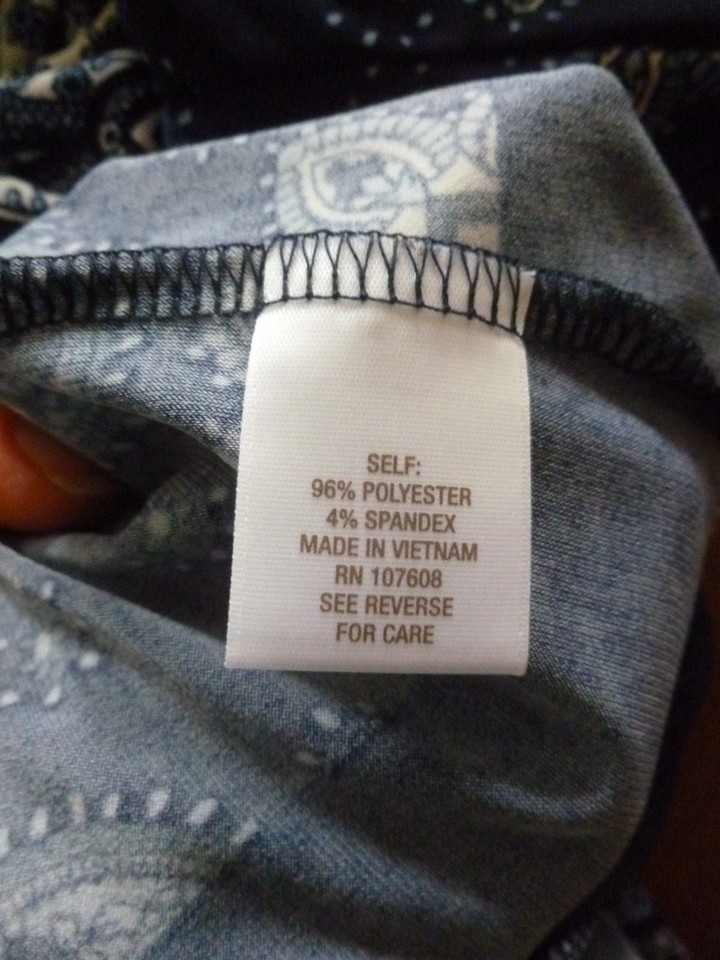 SELF:
96% POLYESTER
4% SPANDEX
MADE IN VIETNAM
RN 107608
SEE REVERSE
FOR CARE